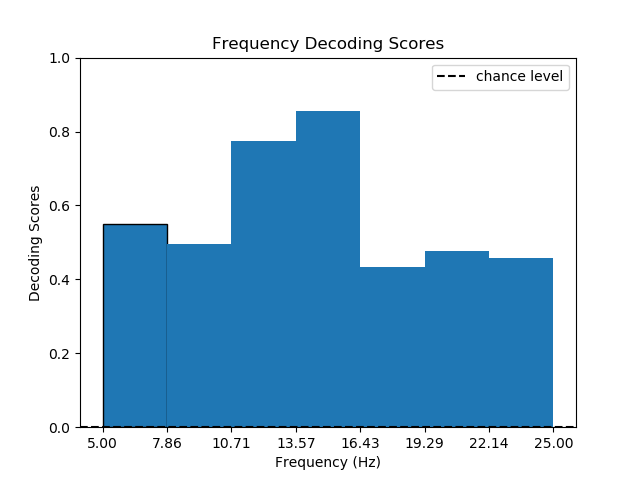 Frequency Decoding Scores
chance level
1.0
0.8
0.6
0.4
0.2
0.0
Decoding Scores
5.00 7.86 10.71 13.57 16.43 19.29 22.14 25.00
Frequency (Hz)